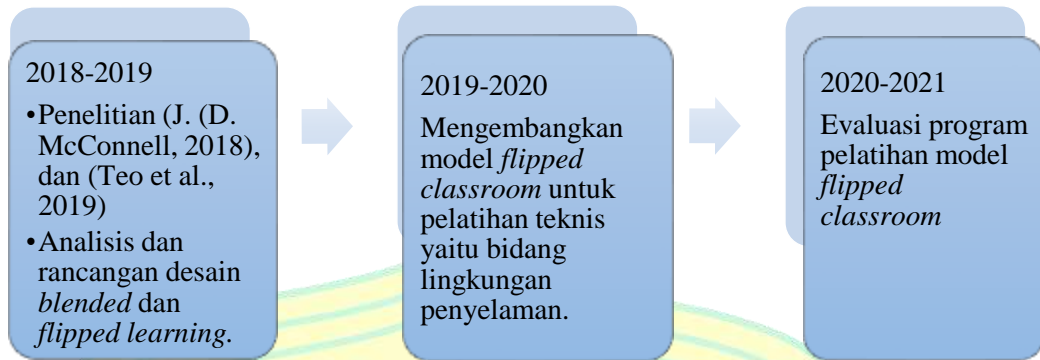 2018-2019
•Penelitian (J. (D.
McConnell, 2018),
dan (Teo et al.,
2019)
•Analisis dan
rancangan desain
blended dan
flipped learning.
2019-2020
Mengembangkan
model flipped
classroom untuk
pelatihan teknis
yaitu bidang
lingkungan
penyelaman.
2020-2021
Evaluasi program
pelatihan model
flipped
classroom